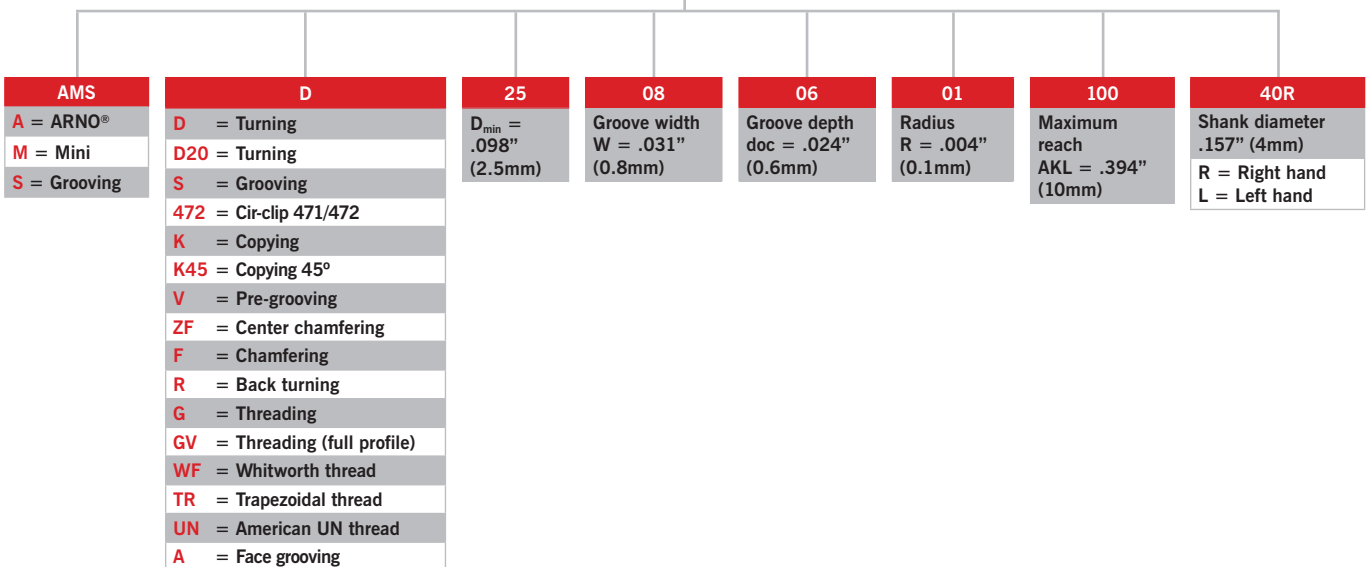 AMS
A = ARNO®
M = Mini
S = Grooving
D
D = Turning
D20 = Turning
S = Grooving
472 = Cir-clip 471/472
K = Copying
K45 = Copying 45º
V = Pre-grooving
ZF = Center chamfering
F = Chamfering
R = Back turning
G = Threading
GV = Threading (full profile)
WF = Whitworth thread
TR = Trapezoidal thread
UN = American UN thread
A = Face grooving
25
Dmin =
.098”
(2.5mm)
08
Groove width
W = .031”
(0.8mm)
06
Groove depth
doc = .024”
(0.6mm)
01
Radius
R = .004”
(0.1mm)
100
Maximum
reach
AKL = .394”
(10mm)
40R
Shank diameter
.157” (4mm)
R = Right hand
L = Left hand